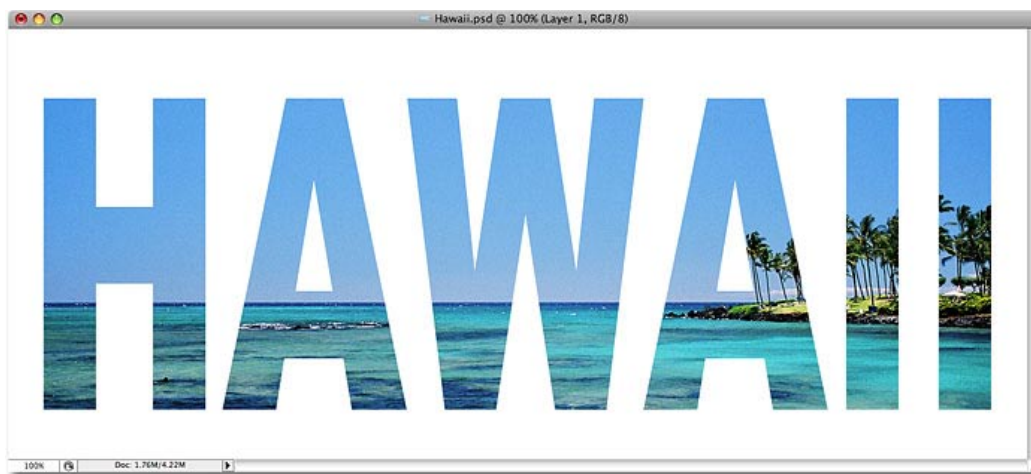 Hawaii.psd @ 100% (Layer 1, RGB/8)
HAWAII
100% Doc: 1.76M/4.22M